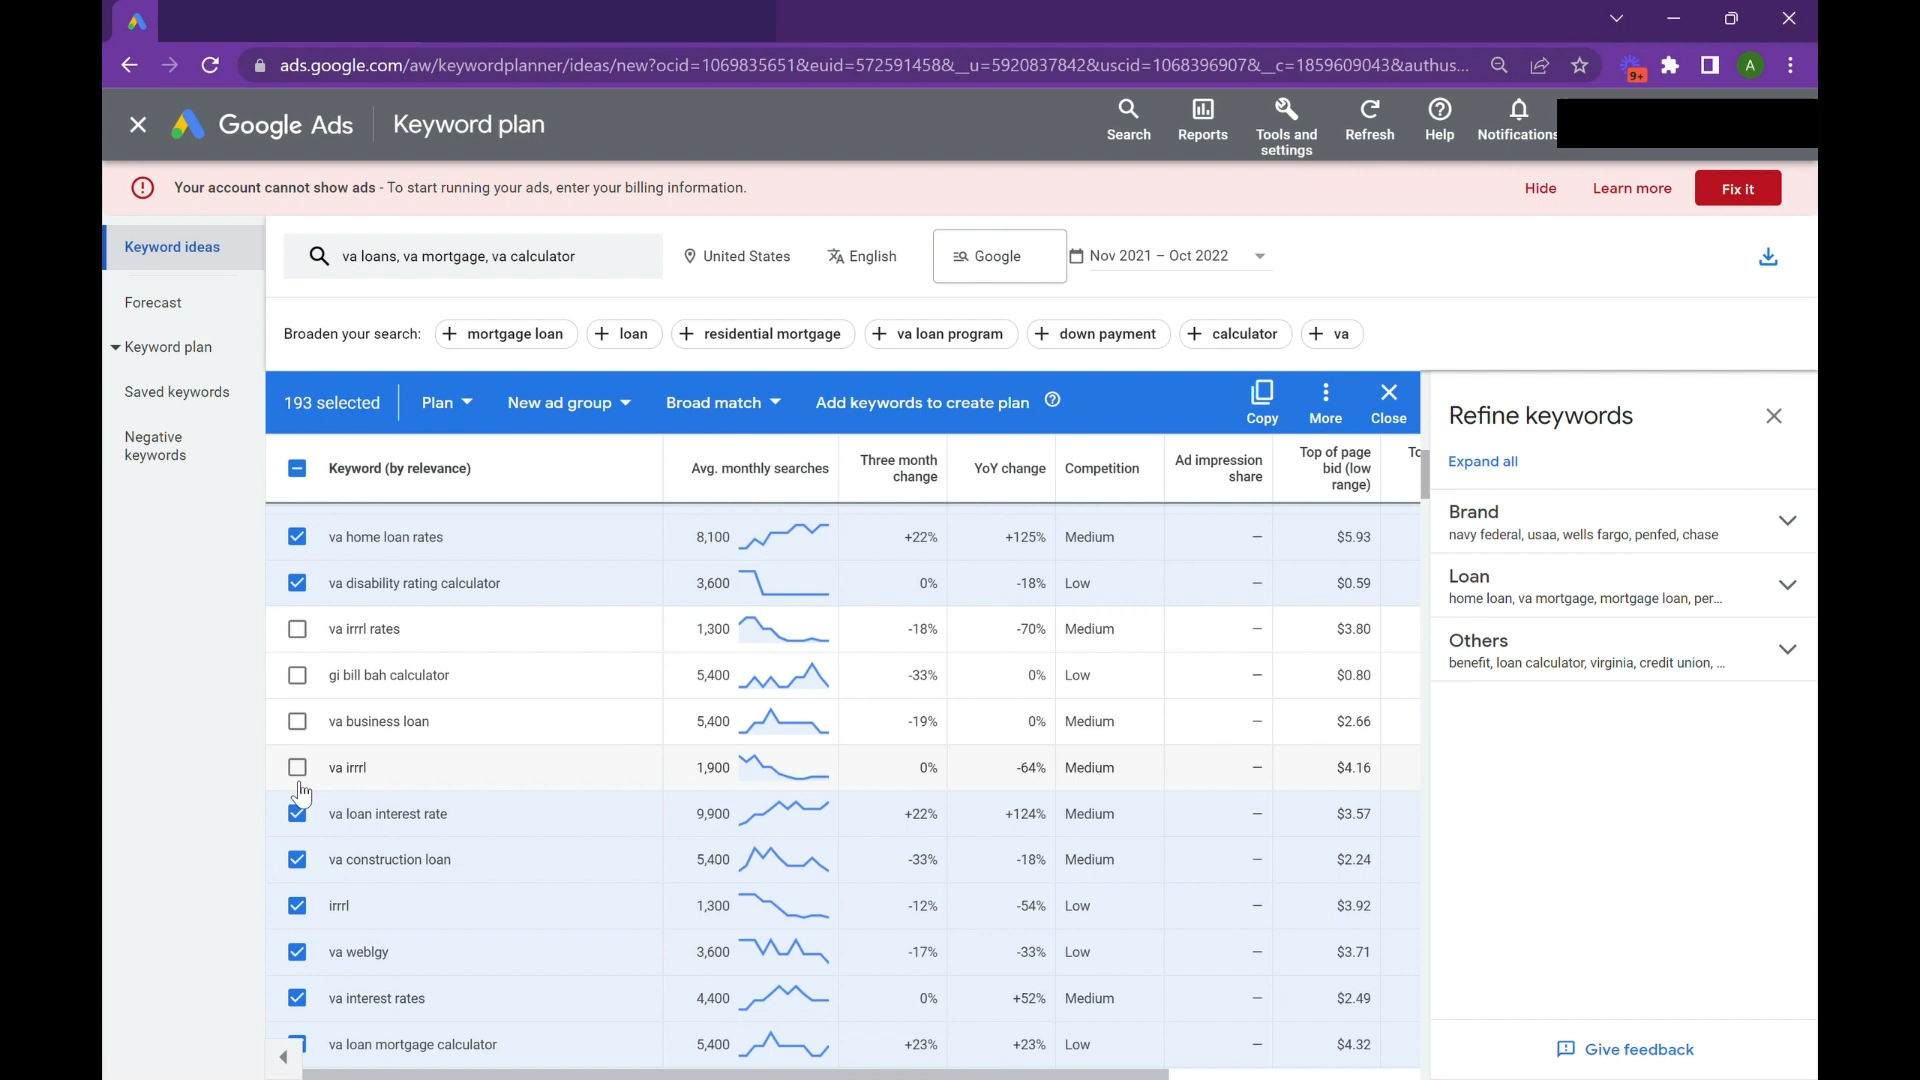 ads.google.com/aw/keywordplanner/ideas/new?ocid=1069835651&euid=572591458&__u=5920837842&uscid=1068396907&__c=1859609043&authus...
9+
A
Google Ads
Keyword plan
Search
Reports
Tools and
settings
Refresh
Help
Notifications
Your account cannot show ads - To start running your ads, enter your billing information.
Hide
Learn more
Fix it
Keyword ideas
Forecast
Keyword plan
Saved keywords
Negative
keywords
va loans, va mortgage, va calculator
United States
English
Google
Nov 2021 – Oct 2022
Broaden your search:
mortgage loan
loan
residential mortgage
va loan program
down payment
calculator
va
193 selected
Plan
New ad group
Broad match
Add keywords to create plan
Copy
More
Close
Keyword (by relevance)
Avg. monthly searches
Three month
change
YoY change
Competition
Ad impression
share
Top of page
bid (low
range)
To
va home loan rates 8,100 +22% +125% Medium – $5.93
va disability rating calculator 3,600 0% -18% Low – $0.59
va irrrl rates 1,300 -18% -70% Medium – $3.80
gi bill bah calculator 5,400 -33% 0% Low – $0.80
va business loan 5,400 -19% 0% Medium – $2.66
va irrrl 1,900 0% -64% Medium – $4.16
va loan interest rate 9,900 +22% +124% Medium – $3.57
va construction loan 5,400 -33% -18% Medium – $2.24
irrrl 1,300 -12% -54% Low – $3.92
va weblgy 3,600 -17% -33% Low – $3.71
va interest rates 4,400 0% +52% Medium – $2.49
va loan mortgage calculator 5,400 +23% +23% Low – $4.32
Refine keywords
Expand all
Brand
navy federal, usaa, wells fargo, penfed, chase
Loan
home loan, va mortgage, mortgage loan, per...
Others
benefit, loan calculator, virginia, credit union, ...
Give feedback